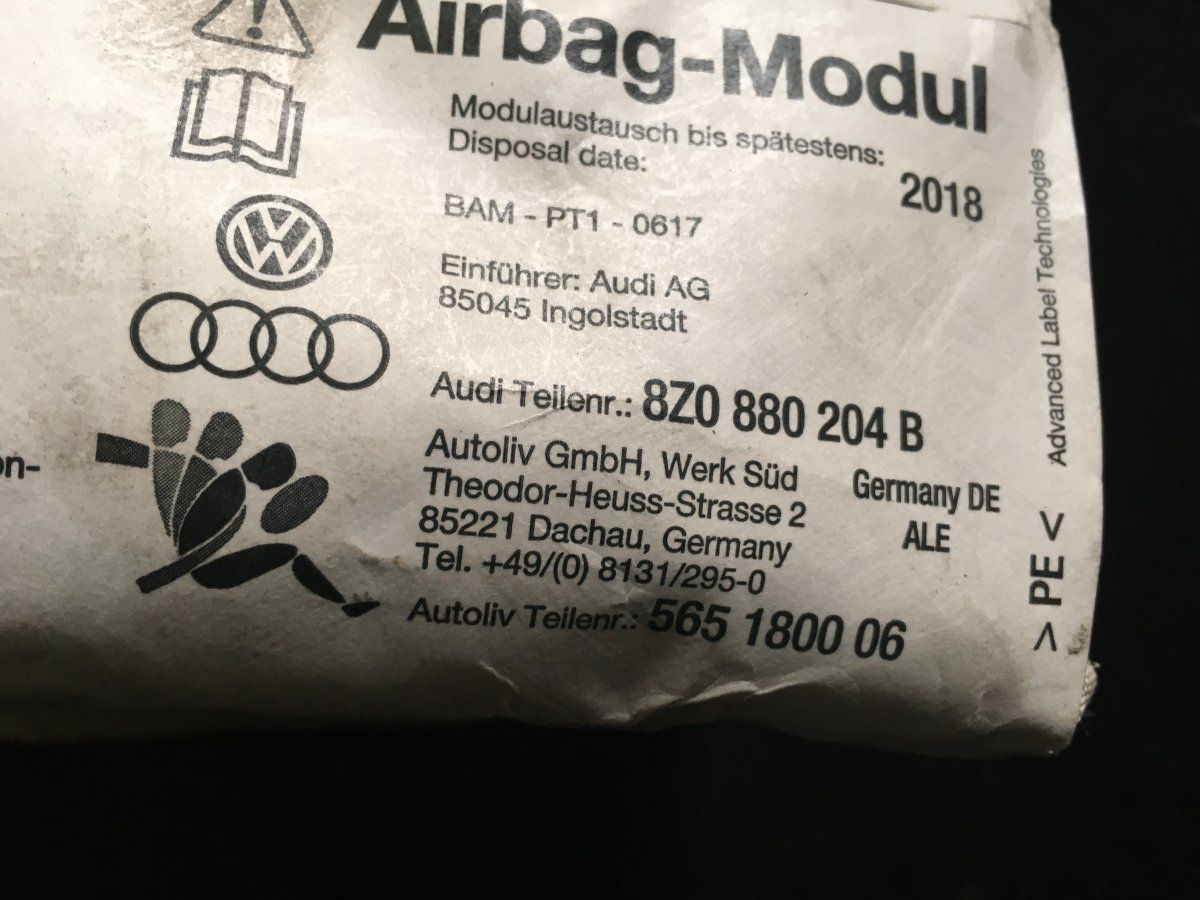 Airbag-Modul
Modulaustausch bis spätestens:
Disposal date:
2018
BAM - PT1 - 0617
Einführer: Audi AG
85045 Ingolstadt
Audi Teilenr.: 8Z0 880 204 B
Autoliv GmbH, Werk Süd
Theodor-Heuss-Strasse 2
85221 Dachau, Germany
Tel. +49/(0) 8131/295-0
Germany DE
ALE
Autoliv Teilenr.: 565 1800 06
Advanced Label Technologies
> PE <
on-